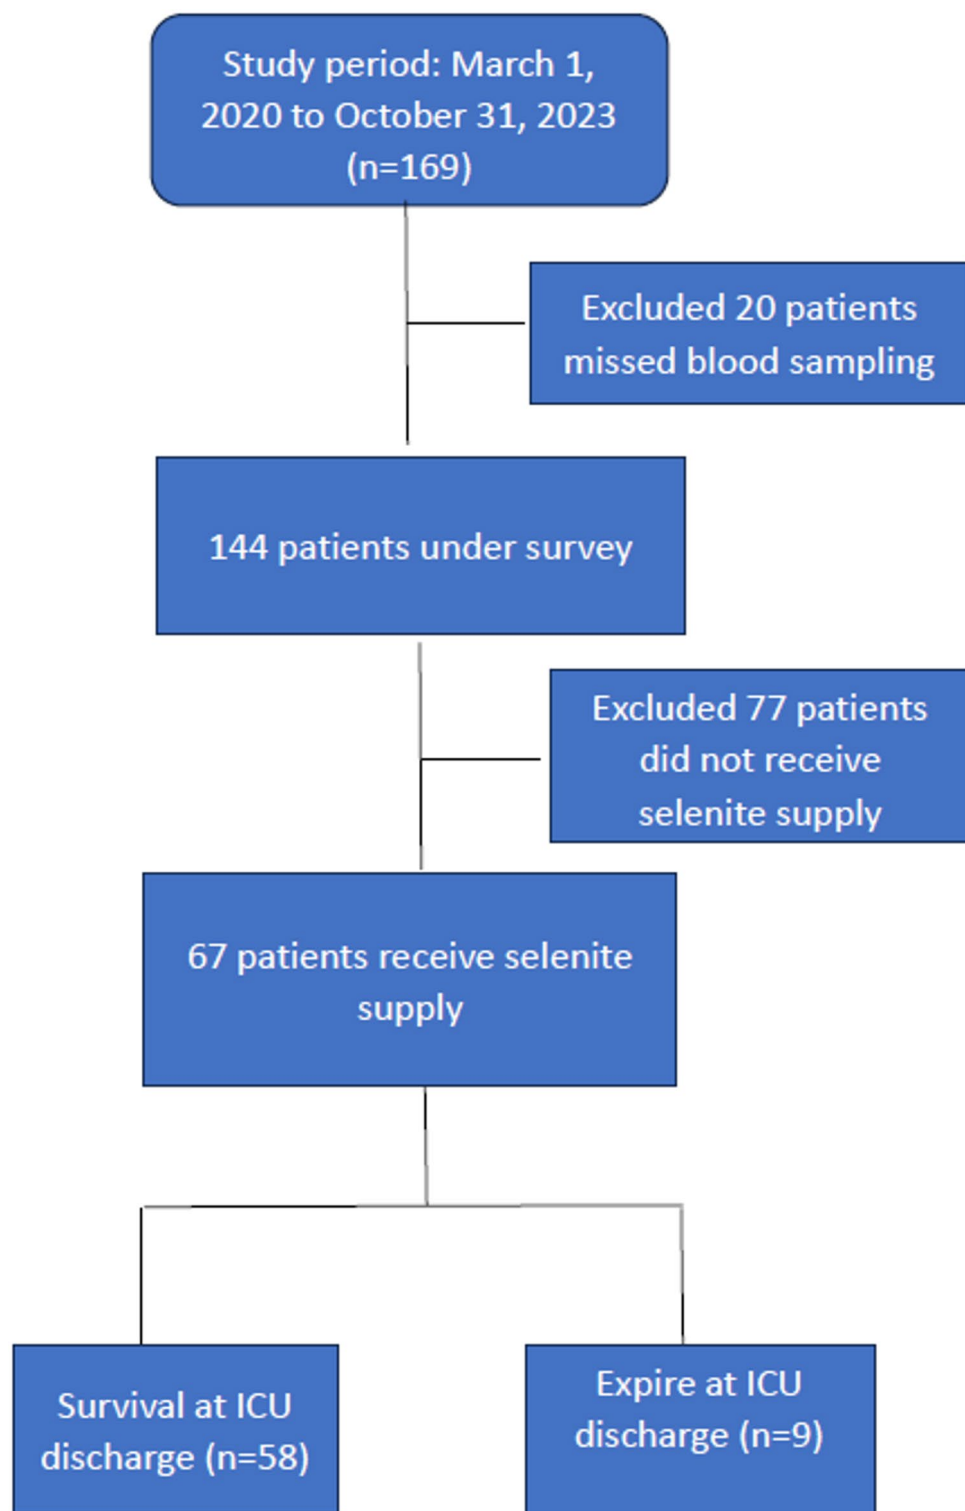 Study period: March 1,
2020 to October 31, 2023
(n=169)
Excluded 20 patients
missed blood sampling
144 patients under survey
Excluded 77 patients
did not receive
selenite supply
67 patients receive selenite
supply
Survival at ICU
discharge (n=58)
Expire at ICU
discharge (n=9)